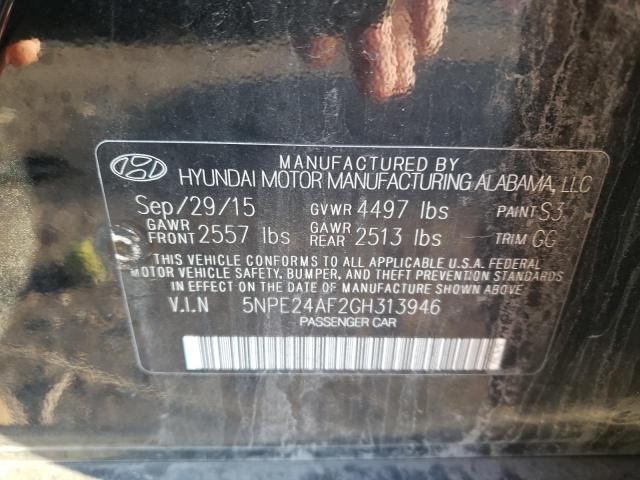 MANUFACTURED BY
HYUNDAI MOTOR MANUFACTURING ALABAMA, LLC
Sep/29/15 GVWR 4497 lbs PAINT S3
GAWR FRONT 2557 lbs GAWR REAR 2513 lbs TRIM GG
THIS VEHICLE CONFORMS TO ALL APPLICABLE U.S.A. FEDERAL
MOTOR VEHICLE SAFETY, BUMPER, AND THEFT PREVENTION STANDARDS
IN EFFECT ON THE DATE OF MANUFACTURE SHOWN ABOVE.
V.I.N 5NPE24AF2GH313946
PASSENGER CAR